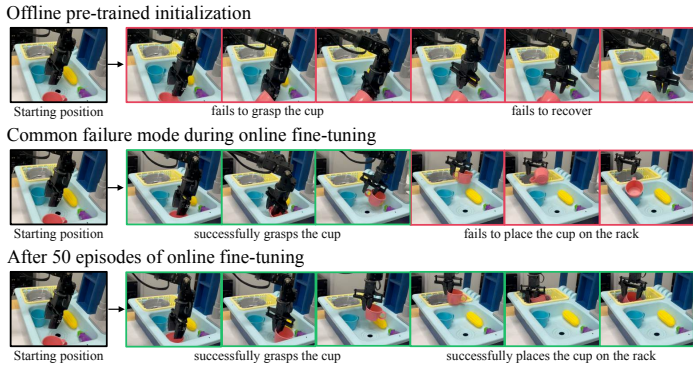 Offline pre-trained initialization
Starting position
fails to grasp the cup
fails to recover
Common failure mode during online fine-tuning
Starting position
successfully grasps the cup
fails to place the cup on the rack
After 50 episodes of online fine-tuning
Starting position
successfully grasps the cup
successfully places the cup on the rack